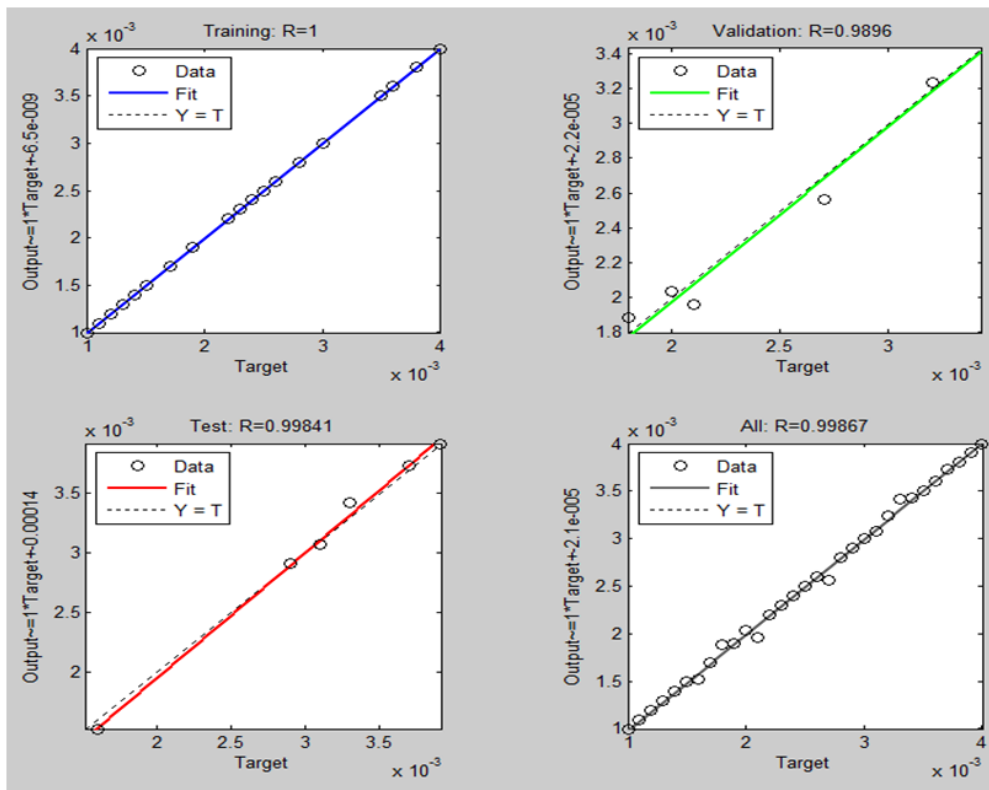 x 10⁻³
Training: R=1
Output~=1*Target+-6.5e-009
Data
Fit
Y = T
4
3.5
3
2.5
2
1.5
1
1
2
3
4
Target
x 10⁻³
x 10⁻³
Validation: R=0.9896
Output~=1*Target+-2.2e-005
Data
Fit
Y = T
3.4
3.2
3
2.8
2.6
2.4
2.2
2
1.8
2
2.5
3
Target
x 10⁻³
x 10⁻³
Test: R=0.99841
Output~=1*Target+-0.00014
Data
Fit
Y = T
3.5
3
2.5
2
2
2.5
3
3.5
Target
x 10⁻³
x 10⁻³
All: R=0.99867
Output~=1*Target+-2.1e-005
Data
Fit
Y = T
4
3.5
3
2.5
2
1.5
1
1
2
3
4
Target
x 10⁻³